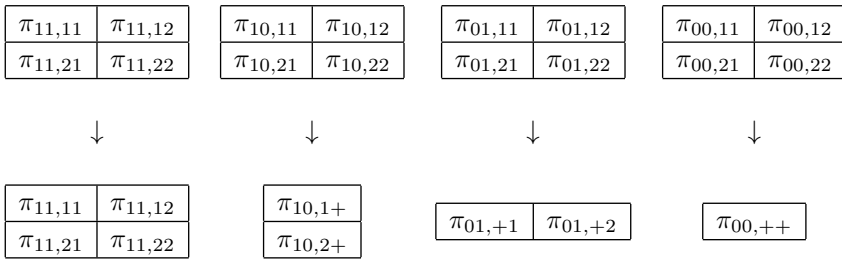 π11,11 π11,12 π10,11 π10,12 π01,11 π01,12 π00,11 π00,12
π11,21 π11,22 π10,21 π10,22 π01,21 π01,22 π00,21 π00,22
↓ ↓ ↓ ↓
π11,11 π11,12 π10,1+
π01,+1 π01,+2 π00,++
π11,21 π11,22 π10,2+